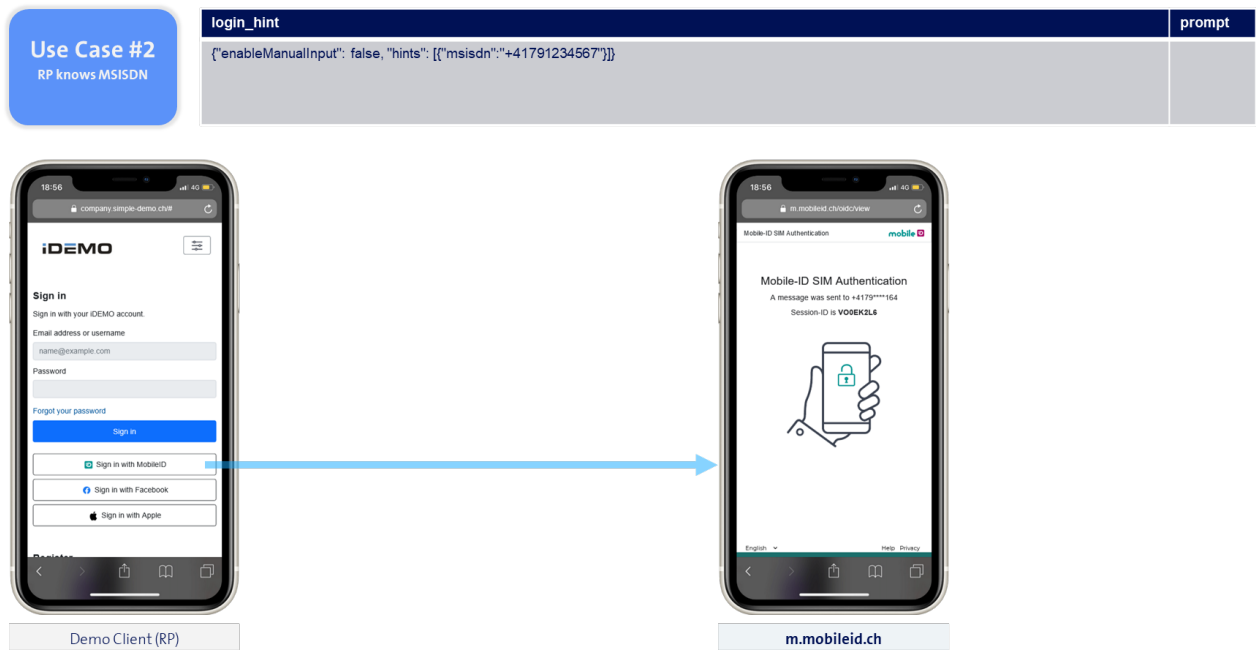 Use Case #2
RP knows MSISDN
login_hint
prompt
{"enableManualInput": false, "hints": [{"msisdn":"+41791234567"}]}
18:56
4G
company.simple-demo.ch/#
iDEMO
Sign in
Sign in with your iDEMO account.
Email address or username
name@example.com
Password
Forgot your password
Sign in
Sign in with MobileID
Sign in with Facebook
Sign in with Apple
Register
Demo Client (RP)
18:56
4G
m.mobileid.ch/oidc/view
Mobile-ID SIM Authentication
mobile ID
Mobile-ID SIM Authentication
A message was sent to +4179****164
Session-ID is VO0EK2L6
English
Help Privacy
m.mobileid.ch